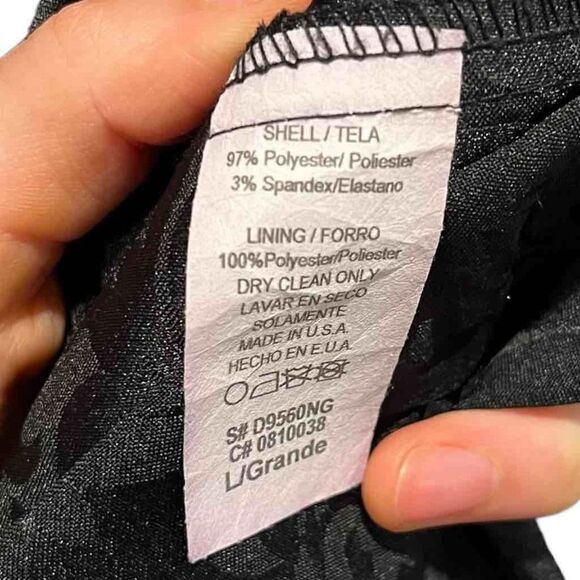 SHELL / TELA
97% Polyester/ Poliester
3% Spandex/Elastano
LINING / FORRO
100%Polyester/Poliester
DRY CLEAN ONLY
LAVAR EN SECO
SOLAMENTE
MADE IN U.S.A.
HECHO EN E.U.A.
S# D9560NG
C# 0810038
L/Grande